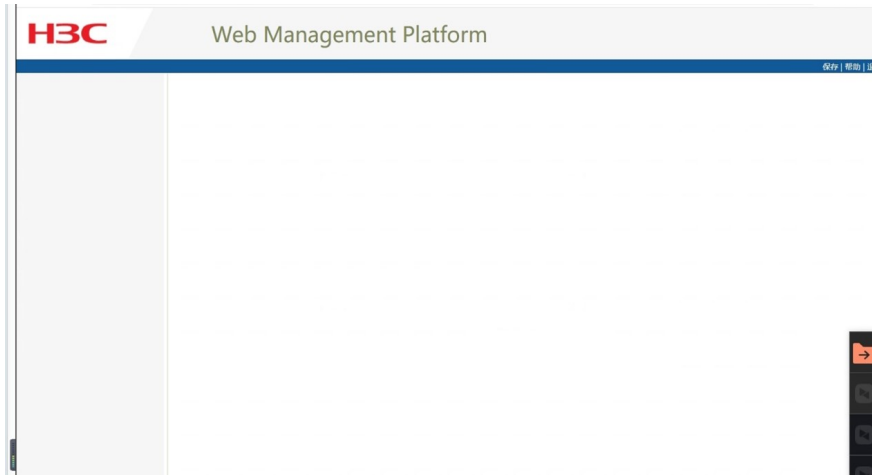 H3C
Web Management Platform
保存 | 帮助 |